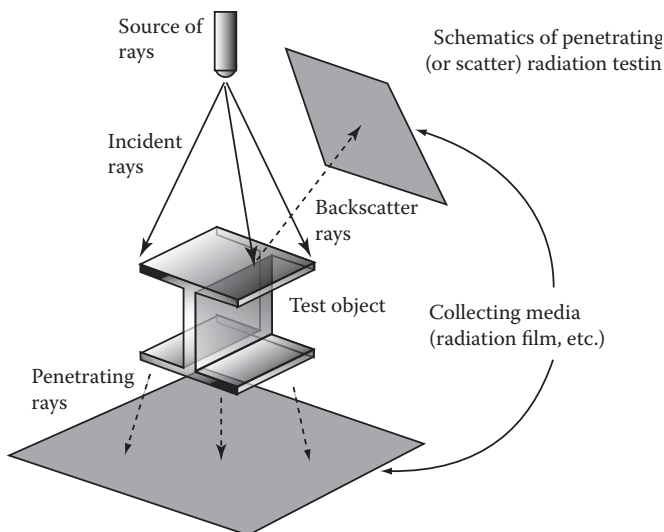 Source of
rays
Schematics of penetrating
(or scatter) radiation testin
Incident
rays
Backscatter
rays
Test object
Collecting media
(radiation film, etc.)
Penetrating
rays